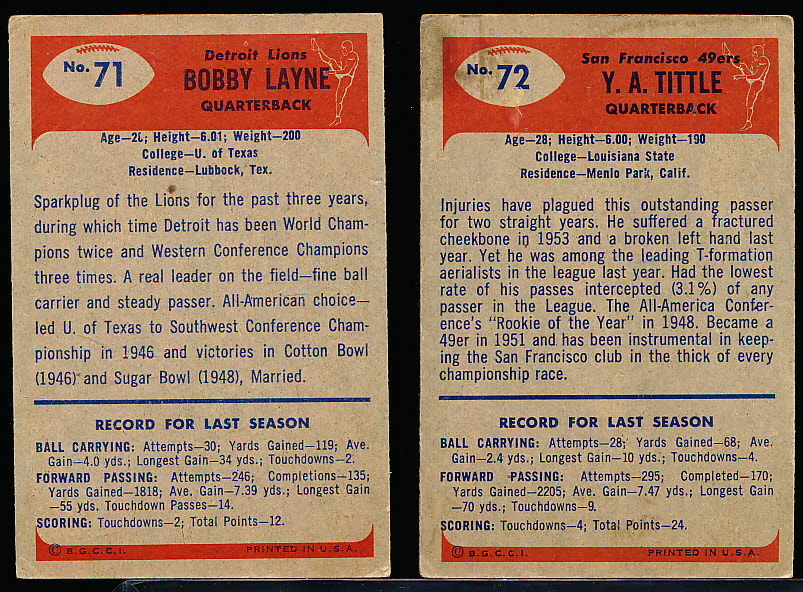 No. 71
Detroit Lions
BOBBY LAYNE
QUARTERBACK
Height—6.01; Weight—200
College—U. of Texas
Residence—Lubbock, Tex.
Sparkplug of the Lions for the past three years,
during which time Detroit has been World Cham-
pions twice and Western Conference Champions
three times. A real leader on the field—fine ball
carrier and steady passer. All-American choice—
led U. of Texas to Southwest Conference Cham-
pionship in 1946 and victories in Cotton Bowl
(1946) and Sugar Bowl (1948), Married.
RECORD FOR LAST SEASON
BALL CARRYING: Attempts—30; Yards Gained—119; Ave.
Gain—4.0 yds.; Longest Gain—34 yds.; Touchdowns—2.
FORWARD PASSING: Attempts—246; Completions—135;
Yards Gained—1818; Ave. Gain—7.39 yds.; Longest Gain
—55 yds. Touchdown Passes—14.
SCORING: Touchdowns—2; Total Points—12.
© B.G.C.C.I. PRINTED IN U.S.A.
No. 72
San Francisco 49ers
Y. A. TITTLE
QUARTERBACK
Age—28; Height—6.00; Weight—190
College—Louisiana State
Residence—Menlo Park, Calif.
Injuries have plagued this outstanding passer
for two straight years. He suffered a fractured
cheekbone in 1953 and a broken left hand last
year. Yet he was among the leading T-formation
aerialists in the league last year. Had the lowest
rate of his passes intercepted (3.1%) of any
passer in the League. The All-America Confer-
ence's "Rookie of the Year" in 1948. Became a
49er in 1951 and has been instrumental in keep-
ing the San Francisco club in the thick of every
championship race.
RECORD FOR LAST SEASON
BALL CARRYING: Attempts—28; Yards Gained—68; Ave.
Gain—2.4 yds.; Longest Gain—10 yds.; Touchdowns—4.
FORWARD PASSING: Attempts—295; Completed—170;
Yards Gained—2205; Ave. Gain—7.47 yds.; Longest Gain
—70 yds.; Touchdowns—9.
SCORING: Touchdowns—4; Total Points—24.
© B.G.C.C.I. PRINTED IN U.S.A.